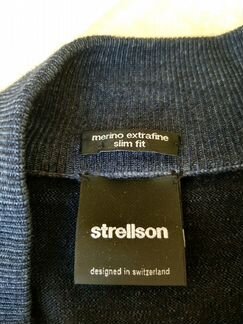 merino extrafine
slim fit
strellson
designed in switzerland